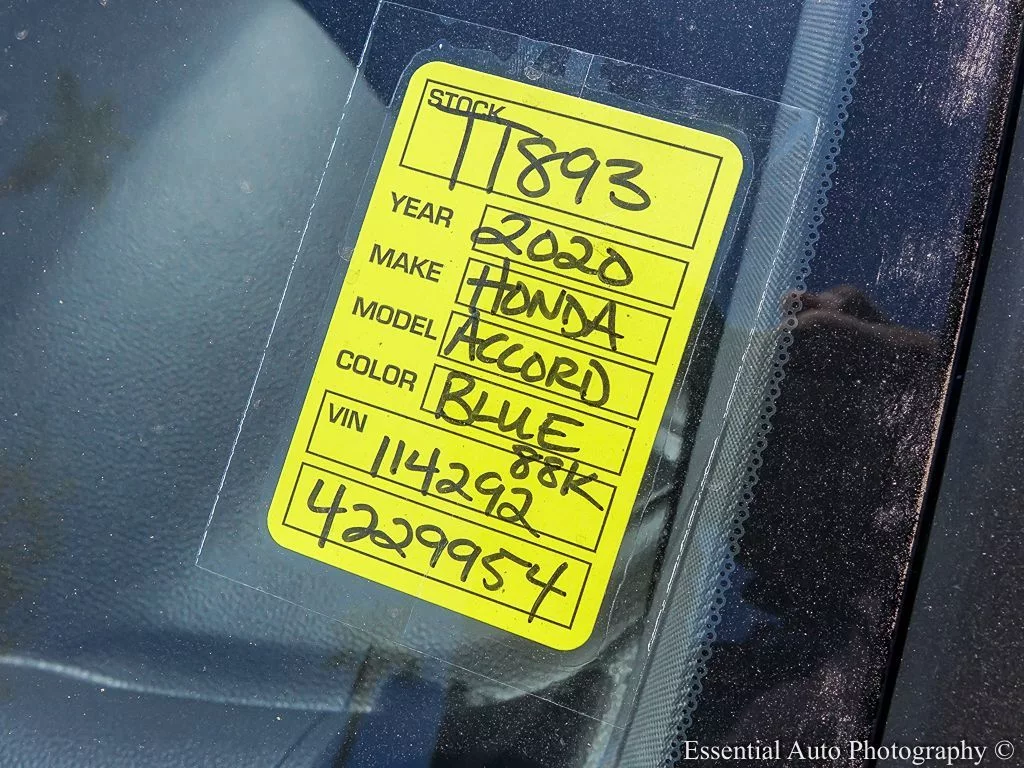 STOCK
TT893
YEAR 2020
MAKE HONDA
MODEL ACCORD
COLOR BLUE
88K
VIN 114292
4229954
Essential Auto Photography ©